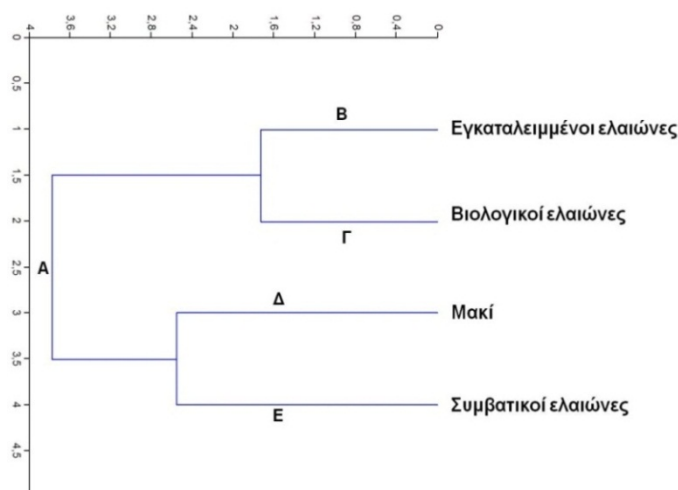 4 3,6 3,2 2,8 2,4 2 1,6 1,2 0,8 0,4 0
0
0,5
B
1 Εγκαταλειμμένοι ελαιώνες
1,5
2 Βιολογικοί ελαιώνες
Γ
A 2,5
Δ
3 Μακί
3,5
4 Συμβατικοί ελαιώνες
E
4,5